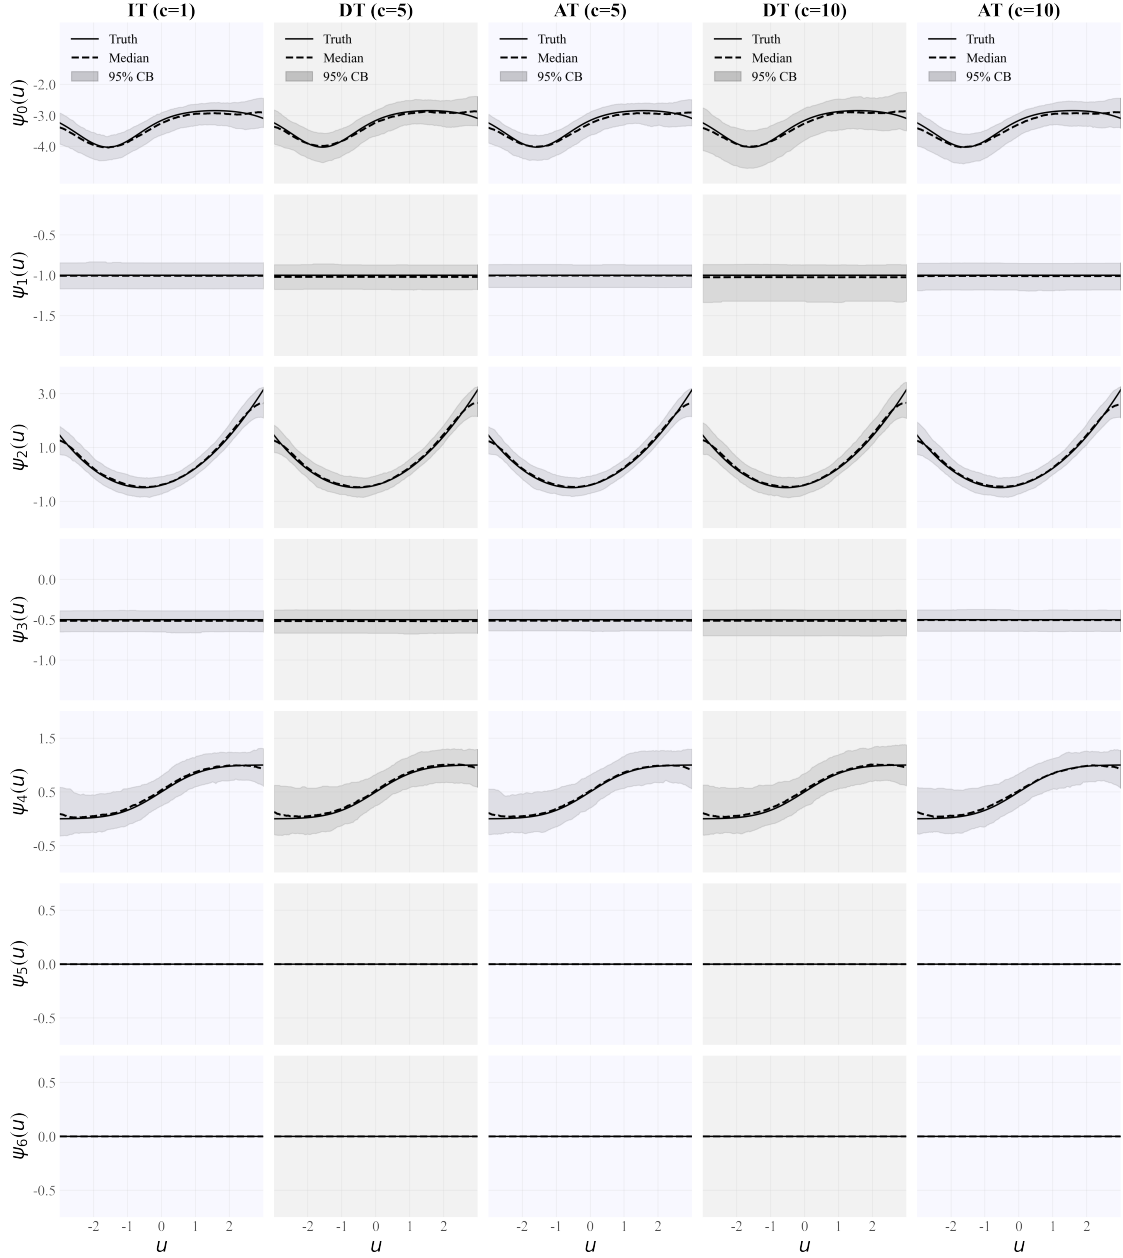 IT (c=1) DT (c=5) AT (c=5) DT (c=10) AT (c=10)
Truth Truth Truth Truth Truth
Median Median Median Median Median
95% CB 95% CB 95% CB 95% CB 95% CB
ψ0(u)
-2.0
-3.0
-4.0
ψ1(u)
-0.5
-1.0
-1.5
ψ2(u)
3.0
1.0
-1.0
ψ3(u)
0.0
-0.5
-1.0
ψ4(u)
1.5
0.5
-0.5
ψ5(u)
0.5
0.0
-0.5
ψ6(u)
0.5
0.0
-0.5
-2 -1 0 1 2 -2 -1 0 1 2 -2 -1 0 1 2 -2 -1 0 1 2 -2 -1 0 1 2
u u u u u